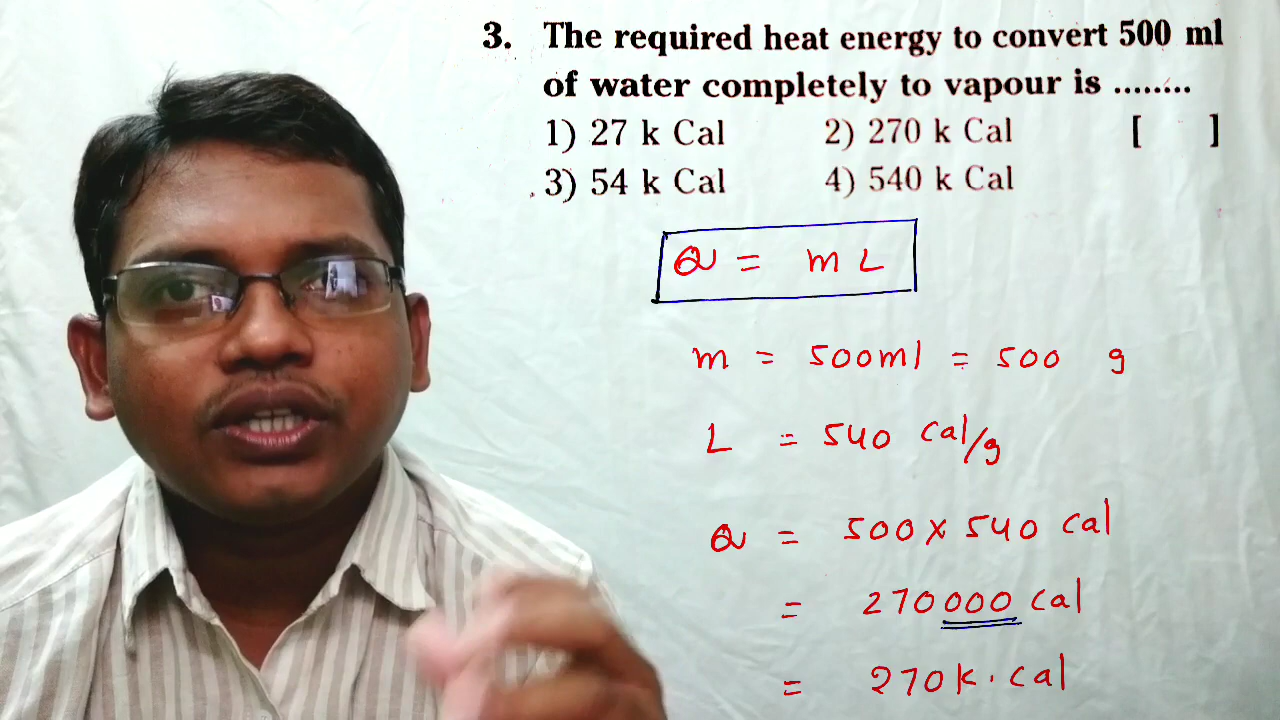 3. The required heat energy to convert 500 ml
of water completely to vapour is ........
1) 27 k Cal 2) 270 k Cal [ ]
3) 54 k Cal 4) 540 k Cal
Q = m L
m = 500ml = 500 g
L = 540 cal/g
Q = 500 x 540 cal
= 270000 cal
= 270k.cal